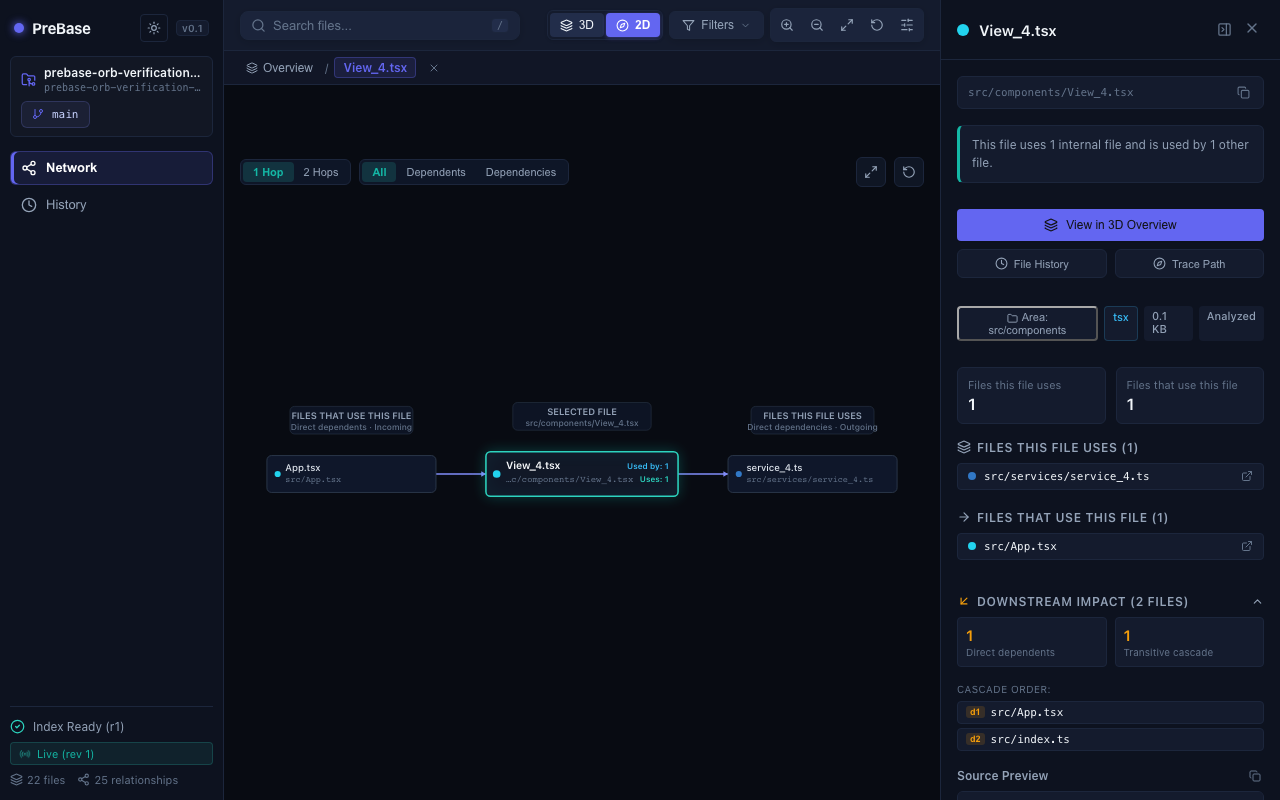 PreBase
v0.1
prebase-orb-verification...
prebase-orb-verification-...
main
Network
History
Index Ready (r1)
Live (rev 1)
22 files
25 relationships
Search files...
/
3D
2D
Filters
Overview
/
View_4.tsx
1 Hop
2 Hops
All
Dependents
Dependencies
FILES THAT USE THIS FILE
Direct dependents · Incoming
App.tsx
src/App.tsx
SELECTED FILE
src/components/View_4.tsx
View_4.tsx
Used by: 1
…c/components/View_4.tsx
Uses: 1
FILES THIS FILE USES
Direct dependencies · Outgoing
service_4.ts
src/services/service_4.ts
View_4.tsx
src/components/View_4.tsx
This file uses 1 internal file and is used by 1 other
file.
View in 3D Overview
File History
Trace Path
Area:
src/components
tsx
0.1
KB
Analyzed
Files this file uses
1
Files that use this file
1
FILES THIS FILE USES (1)
src/services/service_4.ts
FILES THAT USE THIS FILE (1)
src/App.tsx
DOWNSTREAM IMPACT (2 FILES)
1
Direct dependents
1
Transitive cascade
CASCADE ORDER:
d1 src/App.tsx
d2 src/index.ts
Source Preview